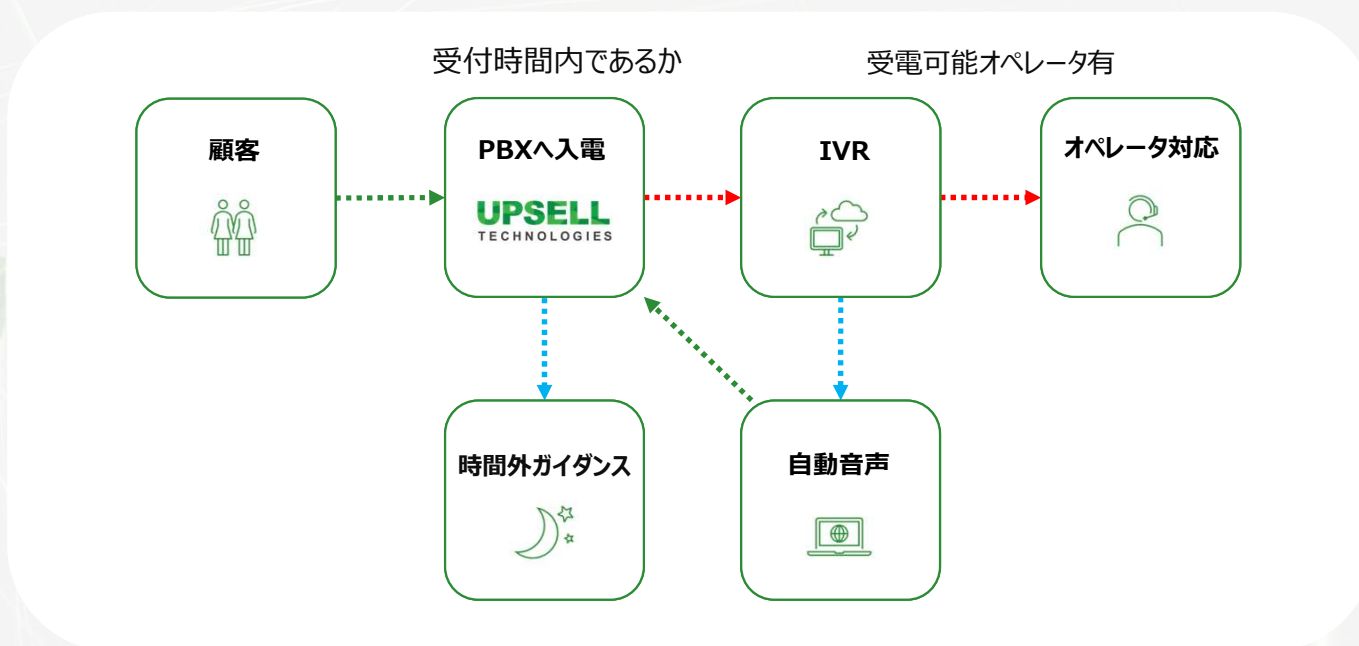 受付時間内であるか
受電可能オペレータ有
顧客
PBXへ入電
IVR
オペレータ対応
UPSELL
TECHNOLOGIES
時間外ガイダンス
自動音声